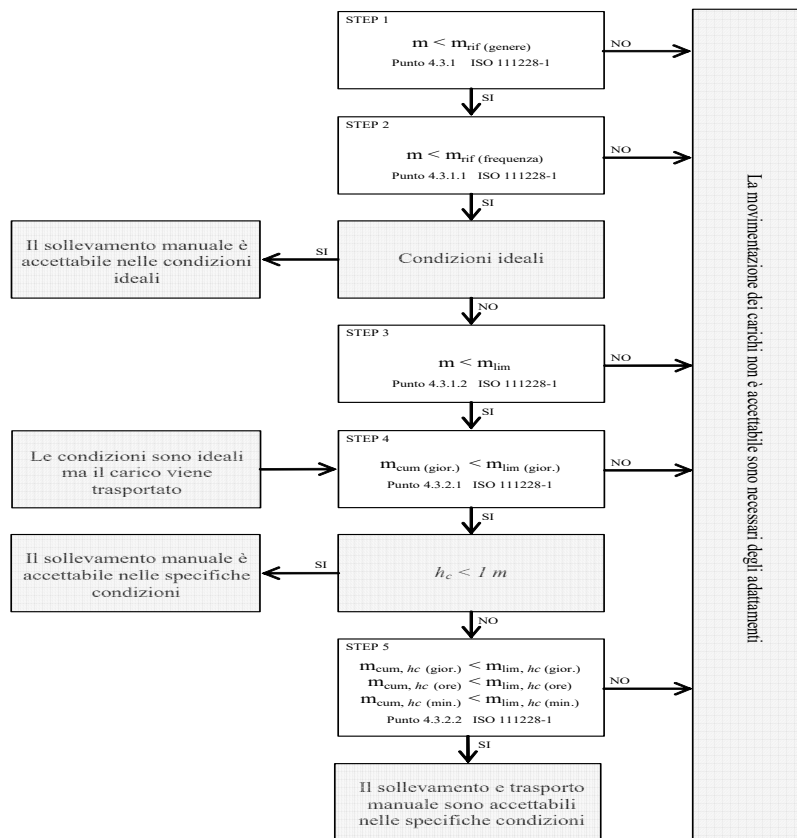 STEP 1
m < mrif (genere)
Punto 4.3.1 ISO 111228-1
NO
SI
STEP 2
m < mrif (frequenza)
Punto 4.3.1.1 ISO 111228-1
NO
SI
Il sollevamento manuale è
accettabile nelle condizioni
ideali
SI
Condizioni ideali
NO
STEP 3
m < mlim
Punto 4.3.1.2 ISO 111228-1
NO
SI
Le condizioni sono ideali
ma il carico viene
trasportato
STEP 4
mcum (gior.) < mlim (gior.)
Punto 4.3.2.1 ISO 111228-1
NO
SI
Il sollevamento manuale è
accettabile nelle specifiche
condizioni
SI
hc < 1 m
NO
STEP 5
mcum, hc (gior.) < mlim, hc (gior.)
mcum, hc (ore) < mlim, hc (ore)
mcum, hc (min.) < mlim, hc (min.)
Punto 4.3.2.2 ISO 111228-1
NO
SI
Il sollevamento e trasporto
manuale sono accettabili
nelle specifiche condizioni
La movimentazione dei carichi non è accettabile sono necessari degli adattamenti